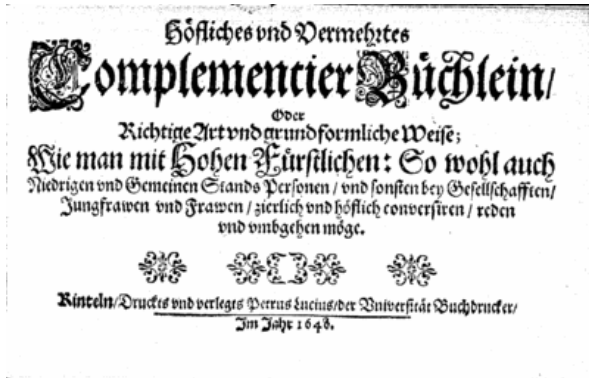 Höfliches vnd Vermehrtes
Complementier Büchlein/
Oder
Richtige Art vnd grundformliche Weise;
Wie man mit Hohen Fürstlichen: So wohl auch
Niedrigen vnd Gemeinen Stands Personen / vnd sonsten bey Gesellschafften/
Jungfrawen vnd Frawen / zierlich vnd höflich conversiren / reden
vnd vmbgehen möge.
Rinteln/Druckts vnd verlegts Petrus Lucius/der Vniversität Buchdrucker/
Im Jahr 1648.